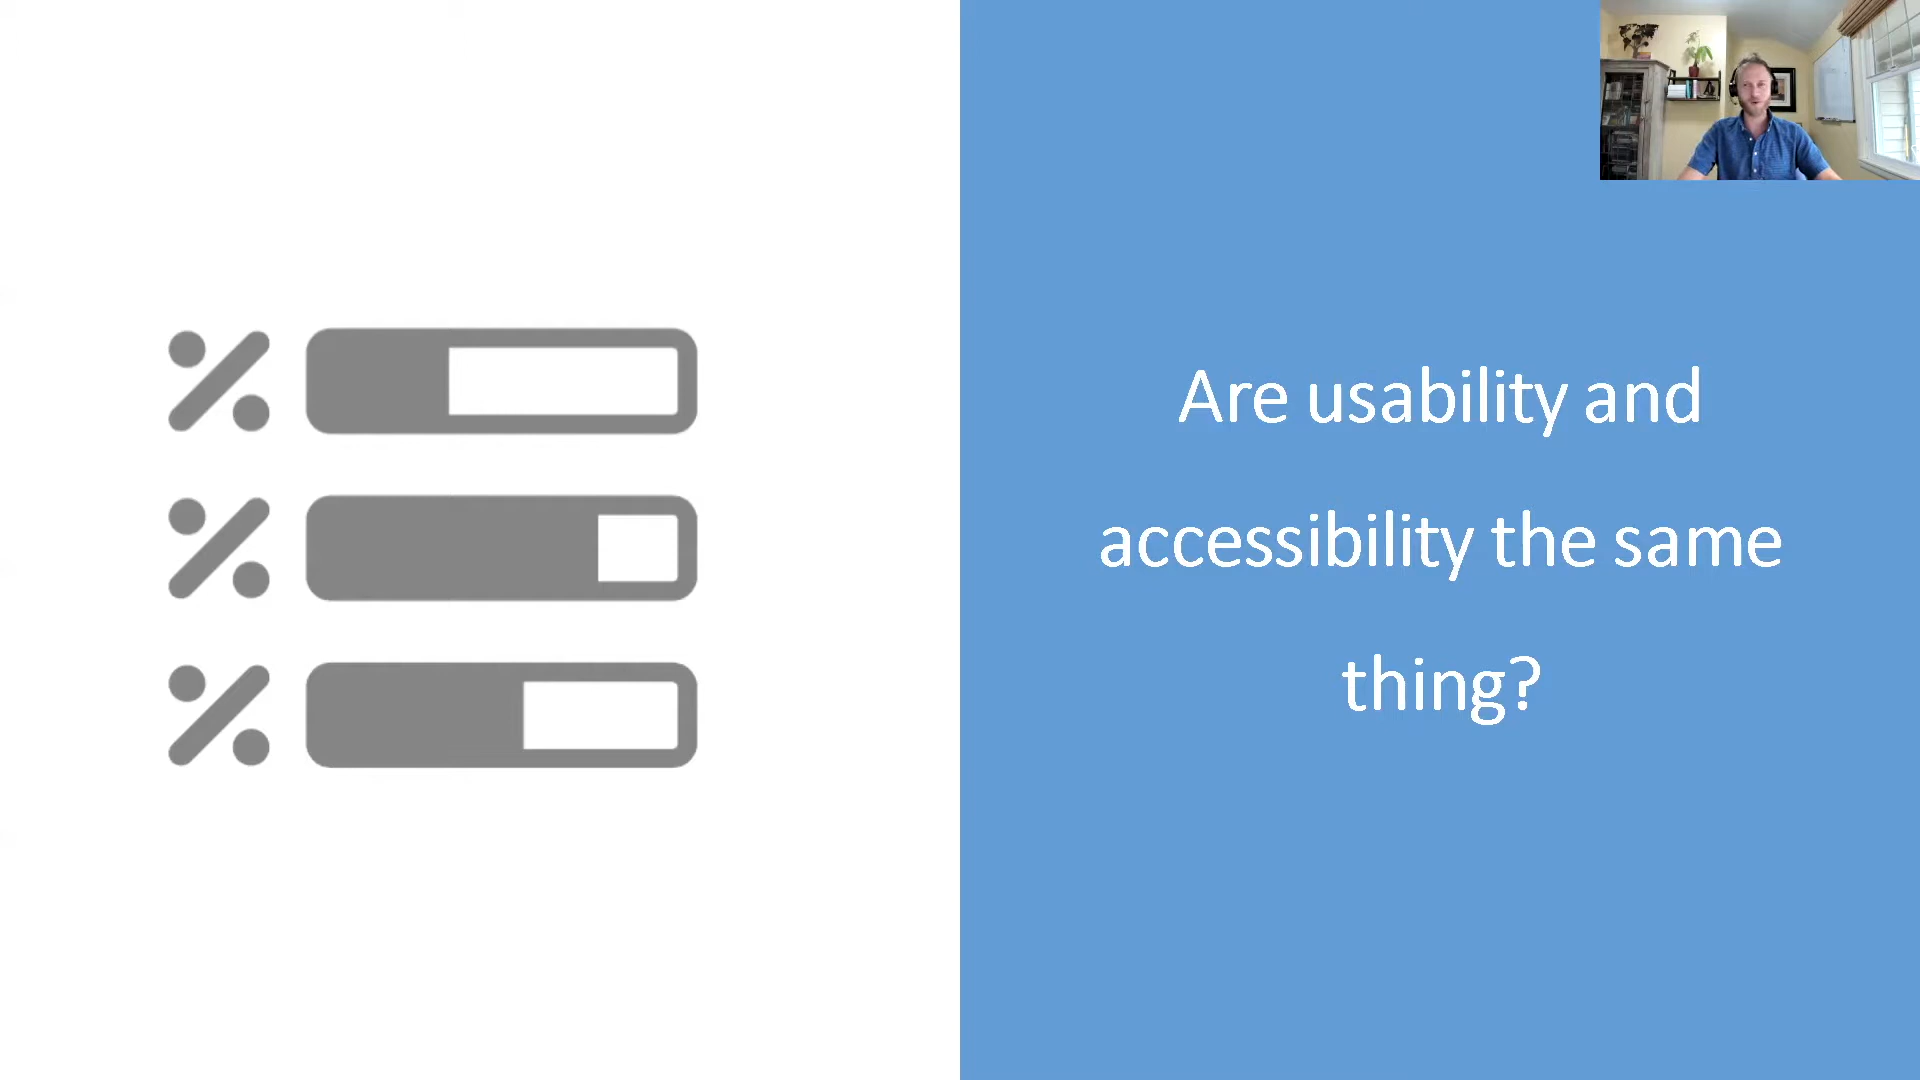 %
%
%
Are usability and
accessibility the same
thing?